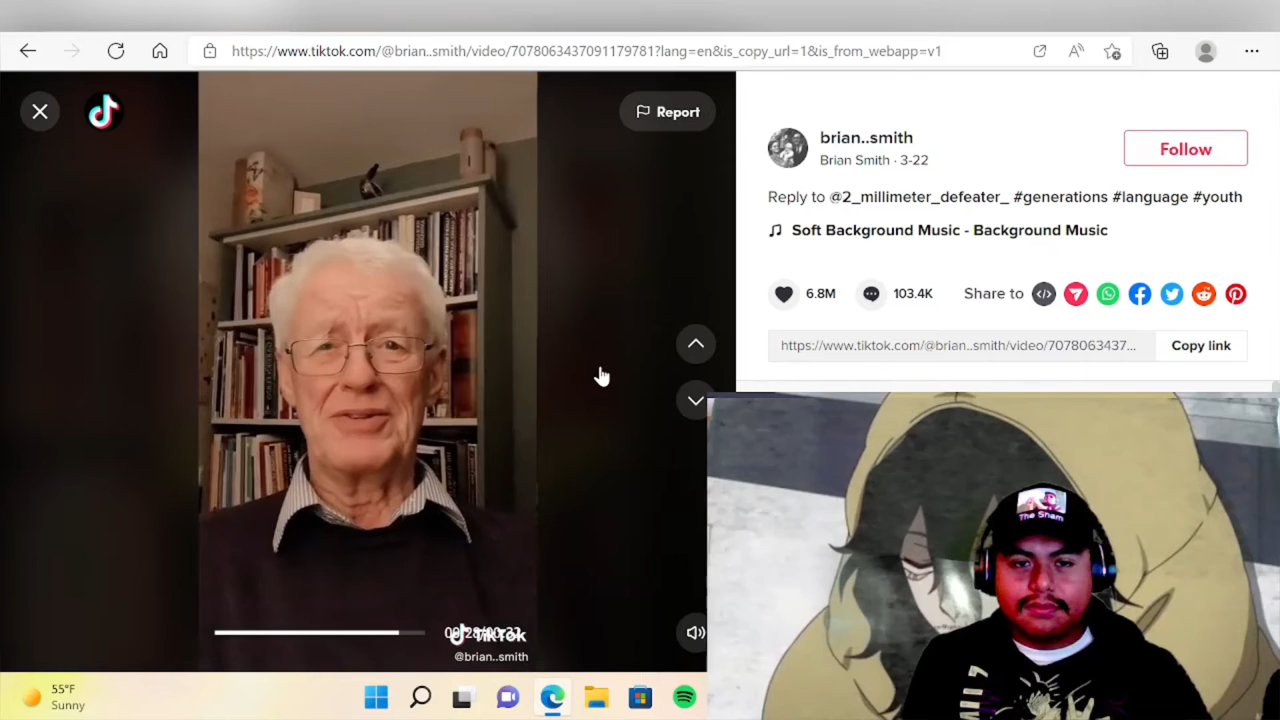 https://www.tiktok.com/@brian..smith/video/7078063437091179781?lang=en&is_copy_url=1&is_from_webapp=v1
Report
brian..smith
Brian Smith · 3-22
Follow
Reply to @2_millimeter_defeater_ #generations #language #youth
Soft Background Music - Background Music
6.8M
103.4K
Share to
https://www.tiktok.com/@brian..smith/video/7078063437...
Copy link
The Sham
TikTok
@brian..smith
55°F
Sunny